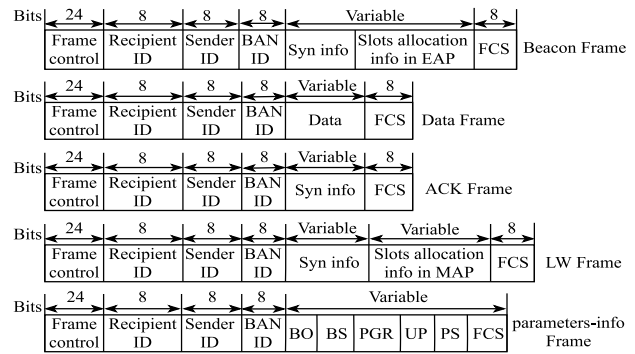 Bits 24 8 8 8 Variable 8
Frame control Recipient ID Sender ID BAN ID Syn info Slots allocation info in EAP FCS Beacon Frame
Bits 24 8 8 8 Variable 8
Frame control Recipient ID Sender ID BAN ID Data FCS Data Frame
Bits 24 8 8 8 Variable 8
Frame control Recipient ID Sender ID BAN ID Syn info FCS ACK Frame
Bits 24 8 8 8 Variable Variable 8
Frame control Recipient ID Sender ID BAN ID Syn info Slots allocation info in MAP FCS LW Frame
Bits 24 8 8 8 Variable
Frame control Recipient ID Sender ID BAN ID BO BS PGR UP PS FCS parameters-info Frame